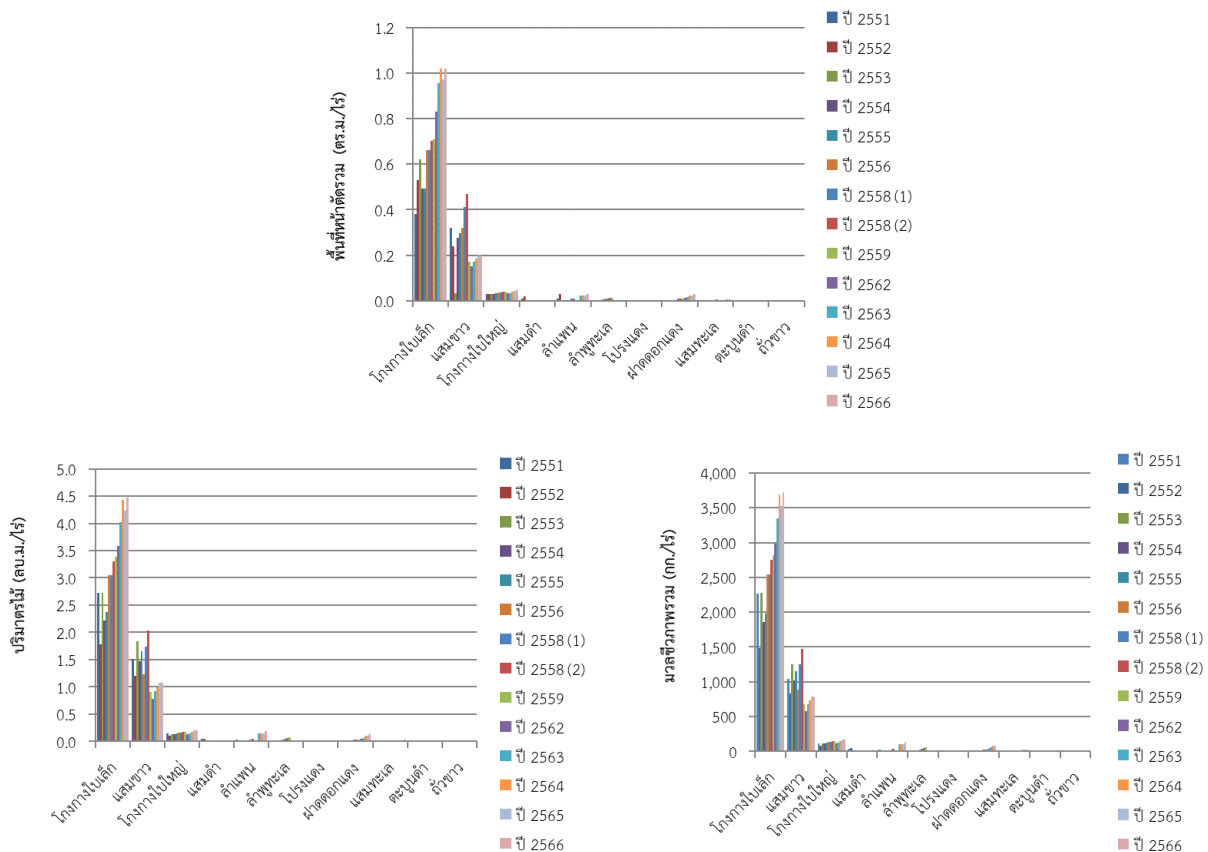 พื้นที่หน้าตัดรวม (ตร.ม./ไร่)
1.2
1.0
0.8
0.6
0.4
0.2
0.0
โกงกางใบเล็ก
แสมขาว
โกงกางใบใหญ่
แสมดำ
ลำแพน
ลำพูทะเล
โปรงแดง
ฝาดดอกแดง
แสมทะเล
ตะบูนดำ
ถั่วขาว
ปี 2551
ปี 2552
ปี 2553
ปี 2554
ปี 2555
ปี 2556
ปี 2558 (1)
ปี 2558 (2)
ปี 2559
ปี 2562
ปี 2563
ปี 2564
ปี 2565
ปี 2566
ปริมาตรไม้ (ลบ.ม./ไร่)
5.0
4.5
4.0
3.5
3.0
2.5
2.0
1.5
1.0
0.5
0.0
โกงกางใบเล็ก
แสมขาว
โกงกางใบใหญ่
แสมดำ
ลำแพน
ลำพูทะเล
โปรงแดง
ฝาดดอกแดง
แสมทะเล
ตะบูนดำ
ถั่วขาว
ปี 2551
ปี 2552
ปี 2553
ปี 2554
ปี 2555
ปี 2556
ปี 2558 (1)
ปี 2558 (2)
ปี 2559
ปี 2562
ปี 2563
ปี 2564
ปี 2565
ปี 2566
มวลชีวภาพรวม (กก./ไร่)
4,000
3,500
3,000
2,500
2,000
1,500
1,000
500
0
โกงกางใบเล็ก
แสมขาว
โกงกางใบใหญ่
แสมดำ
ลำแพน
ลำพูทะเล
โปรงแดง
ฝาดดอกแดง
แสมทะเล
ตะบูนดำ
ถั่วขาว
ปี 2551
ปี 2552
ปี 2553
ปี 2554
ปี 2555
ปี 2556
ปี 2558 (1)
ปี 2558 (2)
ปี 2559
ปี 2562
ปี 2563
ปี 2564
ปี 2565
ปี 2566